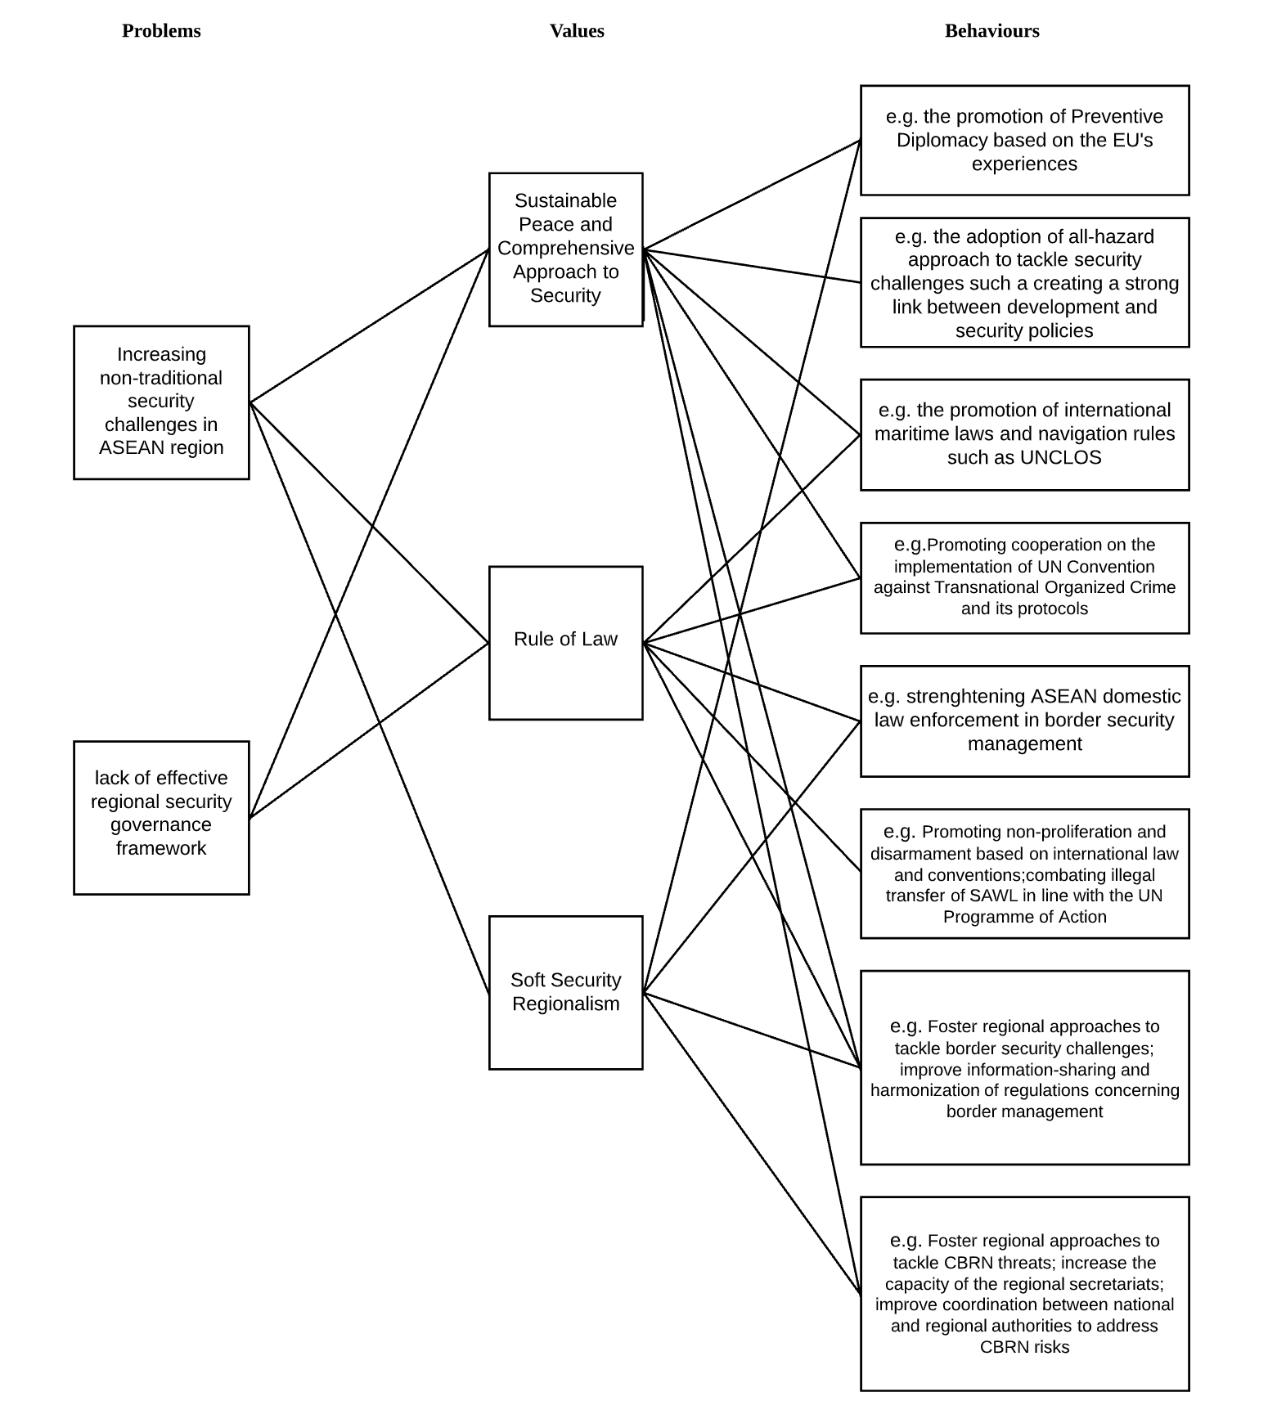 Problems
Values
Behaviours
Increasing
non-traditional
security
challenges in
ASEAN region
lack of effective
regional security
governance
framework
Sustainable
Peace and
Comprehensive
Approach to
Security
Rule of Law
Soft Security
Regionalism
e.g. the promotion of Preventive
Diplomacy based on the EU's
experiences
e.g. the adoption of all-hazard
approach to tackle security
challenges such a creating a strong
link between development and
security policies
e.g. the promotion of international
maritime laws and navigation rules
such as UNCLOS
e.g.Promoting cooperation on the
implementation of UN Convention
against Transnational Organized Crime
and its protocols
e.g. strenghtening ASEAN domestic
law enforcement in border security
management
e.g. Promoting non-proliferation and
disarmament based on international law
and conventions;combating illegal
transfer of SAWL in line with the UN
Programme of Action
e.g. Foster regional approaches to
tackle border security challenges;
improve information-sharing and
harmonization of regulations concerning
border management
e.g. Foster regional approaches to
tackle CBRN threats; increase the
capacity of the regional secretariats;
improve coordination between national
and regional authorities to address
CBRN risks